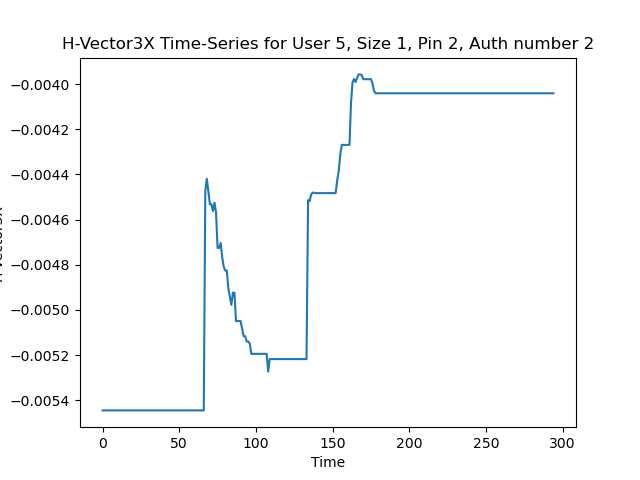 H-Vector3X Time-Series for User 5, Size 1, Pin 2, Auth number 2
−0.0040
−0.0042
−0.0044
−0.0046
−0.0048
−0.0050
−0.0052
−0.0054
0 50 100 150 200 250 300
Time